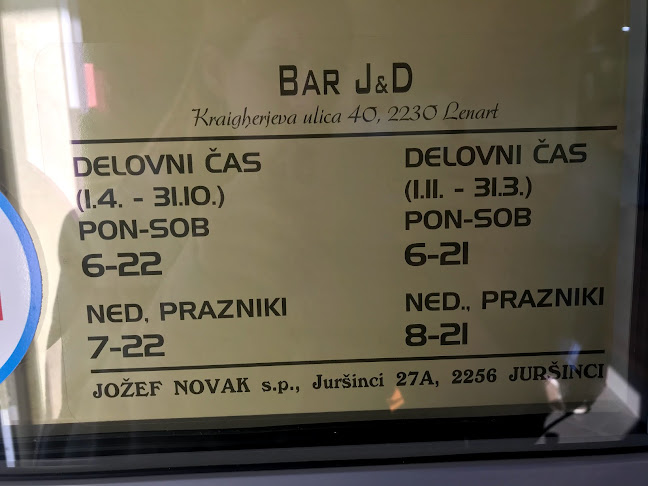 BAR J&D
Kraigherjeva ulica 40, 2230 Lenart
DELOVNI ČAS
(1.4. - 31.10.)
PON-SOB
6-22
NED, PRAZNIKI
7-22
DELOVNI ČAS
(1.11. - 31.3.)
PON-SOB
6-21
NED., PRAZNIKI
8-21
JOŽEF NOVAK s.p., Juršinci 27A, 2256 JURŠINCI